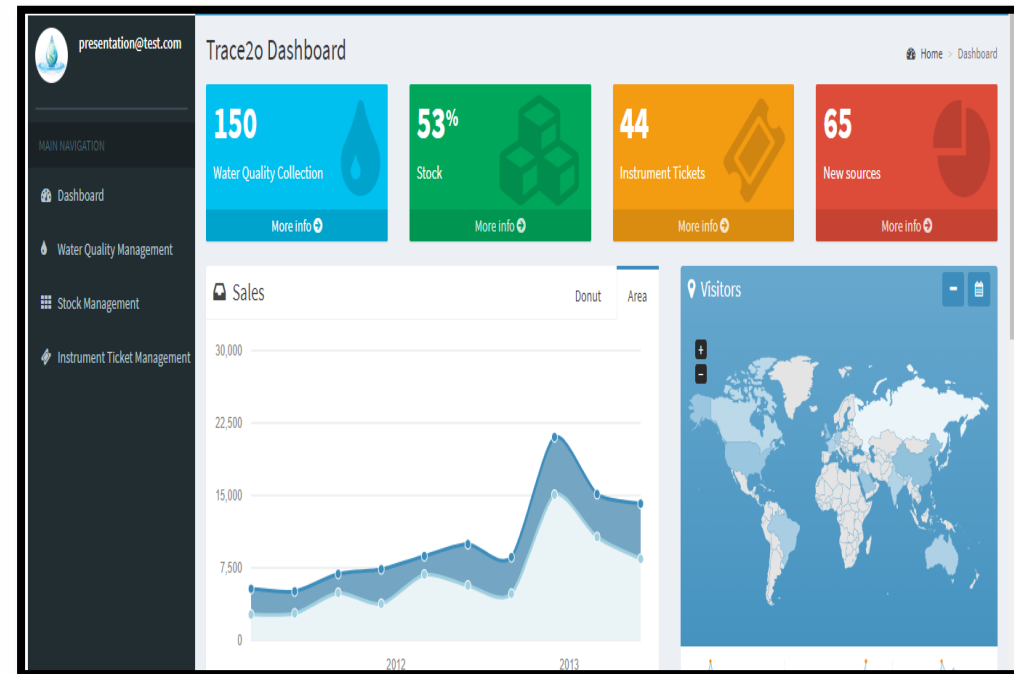 presentation@test.com
Trace2o Dashboard
Home > Dashboard
MAIN NAVIGATION
Dashboard
Water Quality Management
Stock Management
Instrument Ticket Management
150
Water Quality Collection
More info
53%
Stock
More info
44
Instrument Tickets
More info
65
New sources
More info
Sales
Donut
Area
30,000
22,500
15,000
7,500
0
2012
2013
Visitors
+
-